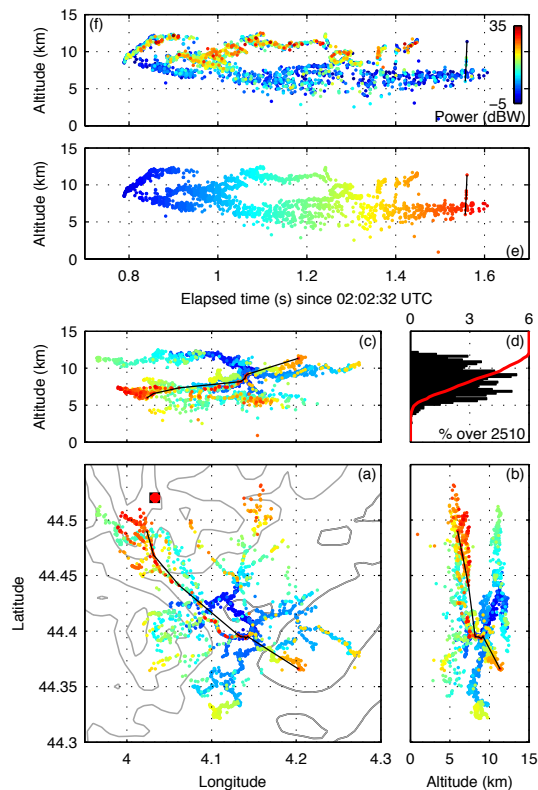 (f)
35
15
10
5
0
Altitude (km)
-5
Power (dBW)
15
10
5
0
Altitude (km)
(e)
0.8
1
1.2
1.4
1.6
Elapsed time (s) since 02:02:32 UTC
(c)
15
10
5
0
Altitude (km)
0
3
6
(d)
% over 2510
(a)
44.5
44.45
44.4
44.35
44.3
Latitude
4
4.1
4.2
4.3
Longitude
(b)
0
5
10
15
Altitude (km)